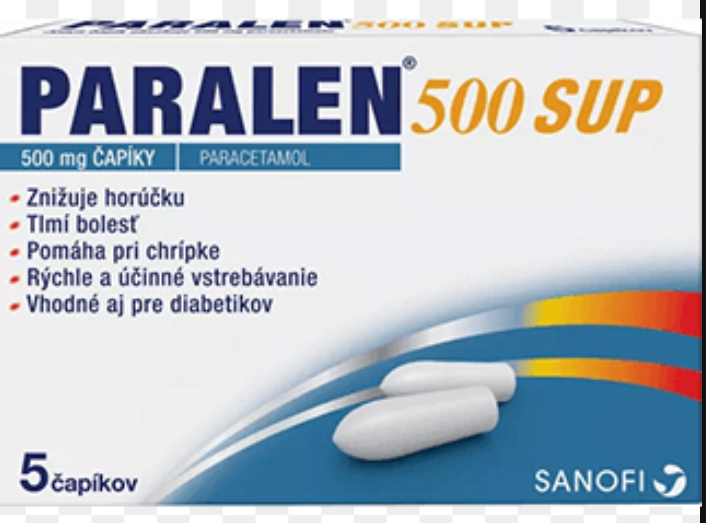 PARALEN® 500 SUP
500 mg ČAPÍKY PARACETAMOL
Znižuje horúčku
Tlmí bolesť
Pomáha pri chrípke
Rýchle a účinné vstrebávanie
Vhodné aj pre diabetikov
5 čapíkov
SANOFI